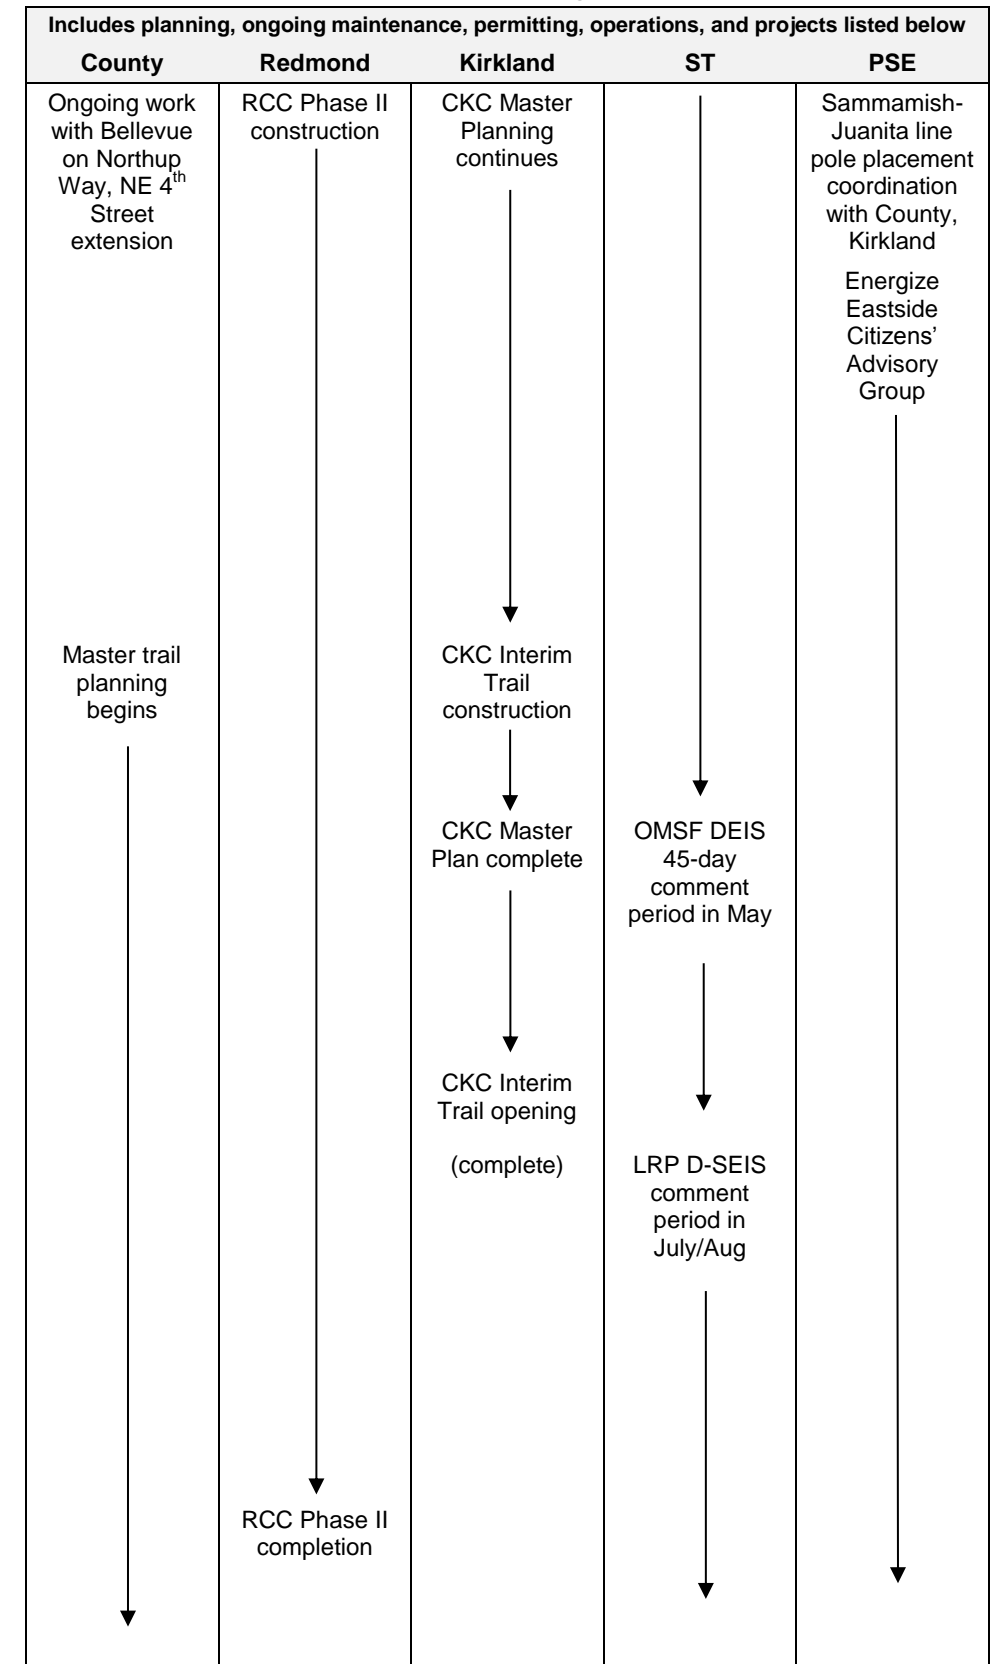 Includes planning, ongoing maintenance, permitting, operations, and projects listed below
County Redmond Kirkland ST PSE
Ongoing work
with Bellevue
on Northup
Way, NE 4th
Street
extension
Master trail
planning
begins
RCC Phase II
construction
RCC Phase II
completion
CKC Master
Planning
continues
CKC Interim
Trail
construction
CKC Master
Plan complete
CKC Interim
Trail opening
(complete)
OMSF DEIS
45-day
comment
period in May
LRP D-SEIS
comment
period in
July/Aug
Sammamish-
Juanita line
pole placement
coordination
with County,
Kirkland
Energize
Eastside
Citizens’
Advisory
Group